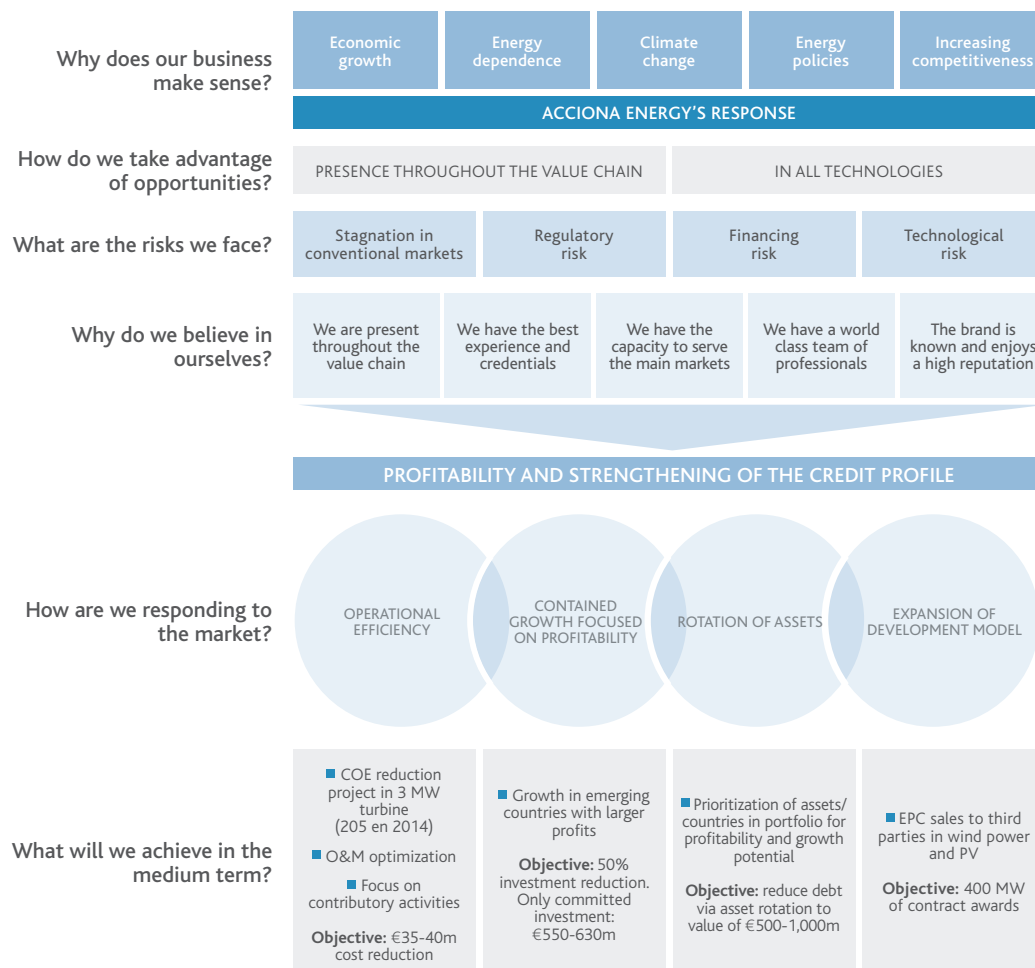 Why does our business
make sense?
Economic
growth
Energy
dependence
Climate
change
Energy
policies
Increasing
competitiveness
ACCIONA ENERGY'S RESPONSE
How do we take advantage
of opportunities?
PRESENCE THROUGHOUT THE VALUE CHAIN
IN ALL TECHNOLOGIES
What are the risks we face?
Stagnation in
conventional markets
Regulatory
risk
Financing
risk
Technological
risk
Why do we believe in
ourselves?
We are present
throughout the
value chain
We have the best
experience and
credentials
We have the
capacity to serve
the main markets
We have a world
class team of
professionals
The brand is
known and enjoys
a high reputation
PROFITABILITY AND STRENGTHENING OF THE CREDIT PROFILE
How are we responding to
the market?
OPERATIONAL
EFFICIENCY
CONTAINED
GROWTH FOCUSED
ON PROFITABILITY
ROTATION OF ASSETS
EXPANSION OF
DEVELOPMENT MODEL
What will we achieve in the
medium term?
■ COE reduction
project in 3 MW
turbine
(205 en 2014)
■ O&M optimization
■ Focus on
contributory activities
Objective: €35-40m
cost reduction
■ Growth in emerging
countries with larger
profits
Objective: 50%
investment reduction.
Only committed
investment:
€550-630m
■ Prioritization of assets/
countries in portfolio for
profitability and growth
potential
Objective: reduce debt
via asset rotation to
value of €500-1,000m
■ EPC sales to third
parties in wind power
and PV
Objective: 400 MW
of contract awards